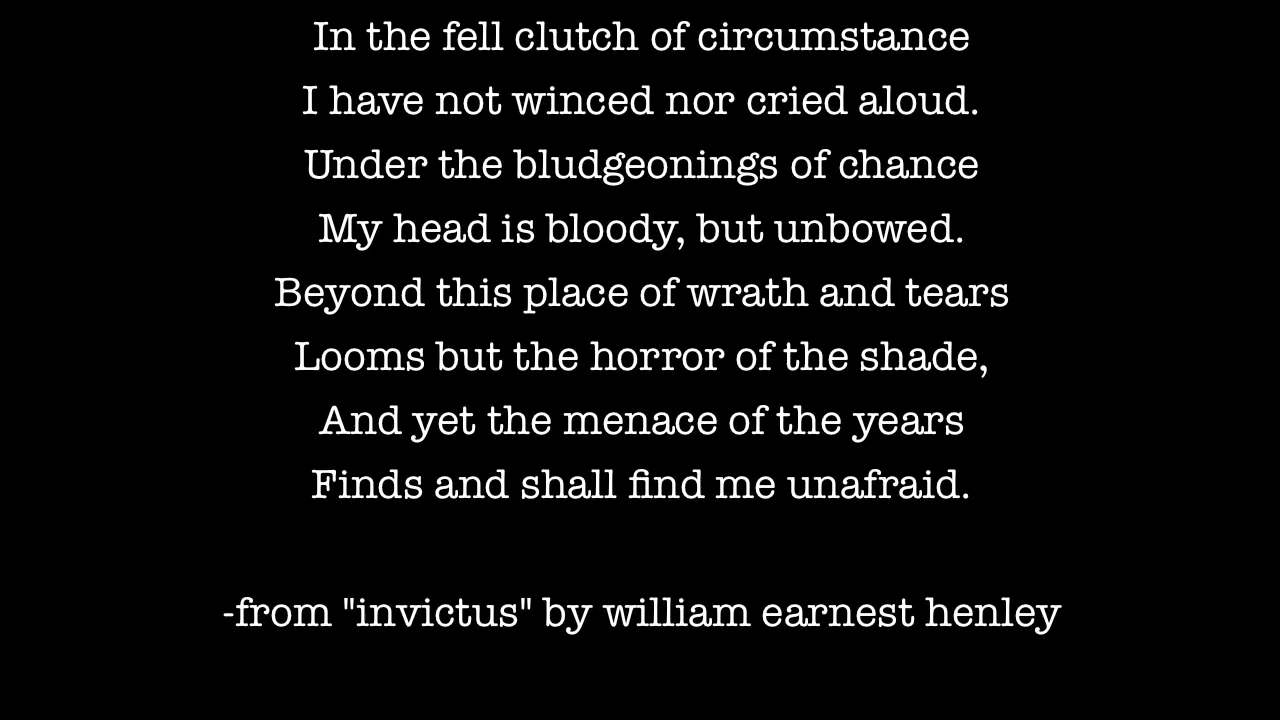 In the fell clutch of circumstance
I have not winced nor cried aloud.
Under the bludgeonings of chance
My head is bloody, but unbowed.
Beyond this place of wrath and tears
Looms but the horror of the shade,
And yet the menace of the years
Finds and shall find me unafraid.
-from "invictus" by william earnest henley